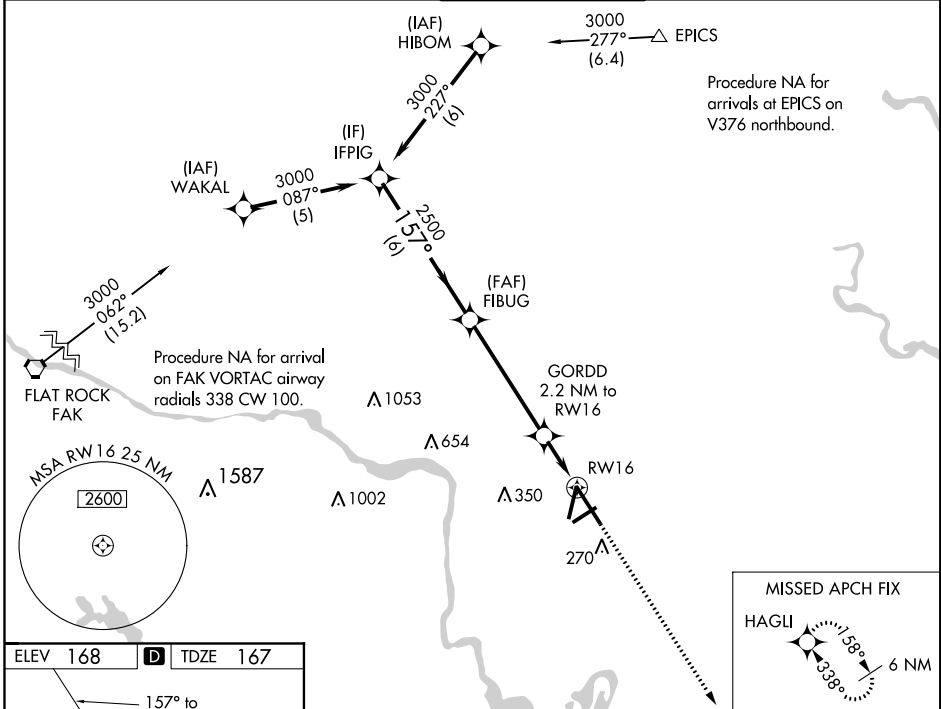 (IAF)
HIBOM
3000
277°
(6.4)
EPICS
Procedure NA for
arrivals at EPICS on
V376 northbound.
3000
227°
(6)
(IF)
IFPIG
(IAF)
WAKAL
3000
087°
(5)
2500
157°
(6)
(FAF)
FIBUG
3000
062°
(15.2)
FLAT ROCK
FAK
Procedure NA for arrival
on FAK VORTAC airway
radials 338 CW 100.
GORDD
2.2 NM to
RW16
1053
654
RW16
MSA RW16 25 NM
2600
1587
1002
350
270
MISSED APCH FIX
HAGLI
158°
338°
6 NM
ELEV 168 D TDZE 167
157° to